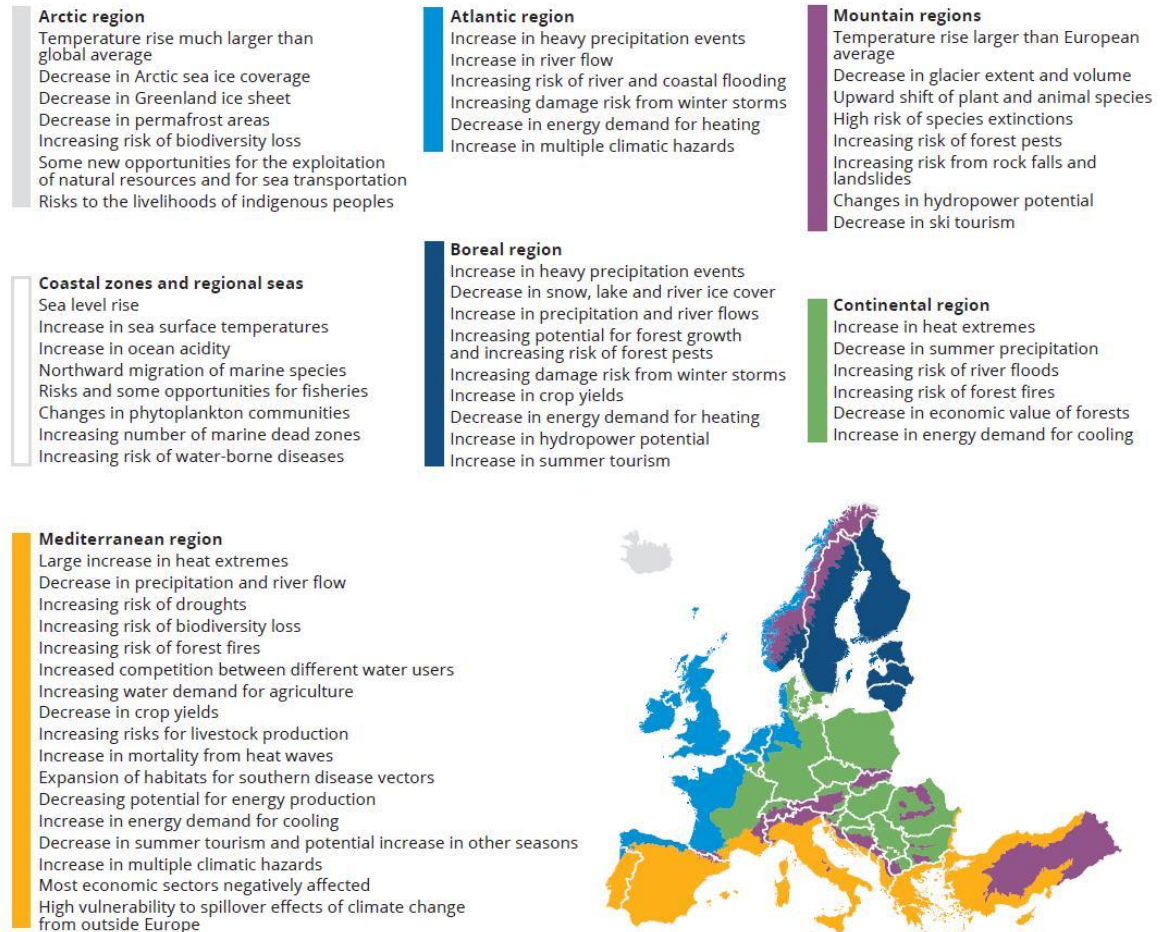 Arctic region
Temperature rise much larger than
global average
Decrease in Arctic sea ice coverage
Decrease in Greenland ice sheet
Decrease in permafrost areas
Increasing risk of biodiversity loss
Some new opportunities for the exploitation
of natural resources and for sea transportation
Risks to the livelihoods of indigenous peoples
Atlantic region
Increase in heavy precipitation events
Increase in river flow
Increasing risk of river and coastal flooding
Increasing damage risk from winter storms
Decrease in energy demand for heating
Increase in multiple climatic hazards
Mountain regions
Temperature rise larger than European
average
Decrease in glacier extent and volume
Upward shift of plant and animal species
High risk of species extinctions
Increasing risk of forest pests
Increasing risk from rock falls and
landslides
Changes in hydropower potential
Decrease in ski tourism
Coastal zones and regional seas
Sea level rise
Increase in sea surface temperatures
Increase in ocean acidity
Northward migration of marine species
Risks and some opportunities for fisheries
Changes in phytoplankton communities
Increasing number of marine dead zones
Increasing risk of water-borne diseases
Boreal region
Increase in heavy precipitation events
Decrease in snow, lake and river ice cover
Increase in precipitation and river flows
Increasing potential for forest growth
and increasing risk of forest pests
Increasing damage risk from winter storms
Increase in crop yields
Decrease in energy demand for heating
Increase in hydropower potential
Increase in summer tourism
Continental region
Increase in heat extremes
Decrease in summer precipitation
Increasing risk of river floods
Increasing risk of forest fires
Decrease in economic value of forests
Increase in energy demand for cooling
Mediterranean region
Large increase in heat extremes
Decrease in precipitation and river flow
Increasing risk of droughts
Increasing risk of biodiversity loss
Increasing risk of forest fires
Increased competition between different water users
Increasing water demand for agriculture
Decrease in crop yields
Increasing risks for livestock production
Increase in mortality from heat waves
Expansion of habitats for southern disease vectors
Decreasing potential for energy production
Increase in energy demand for cooling
Decrease in summer tourism and potential increase in other seasons
Increase in multiple climatic hazards
Most economic sectors negatively affected
High vulnerability to spillover effects of climate change
from outside Europe